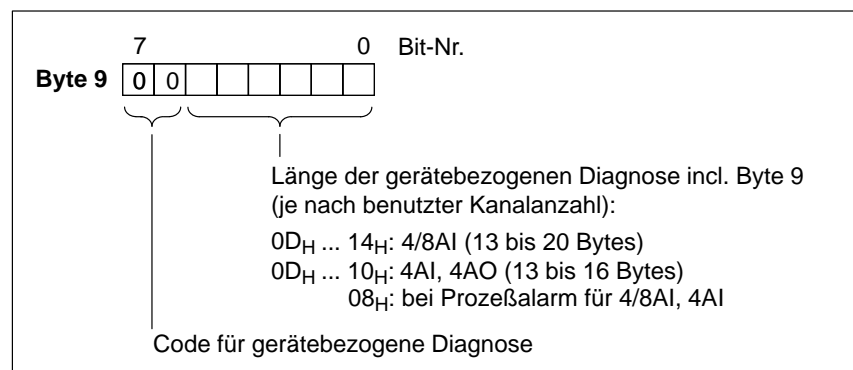 7 0 Bit-Nr.
Byte 9 0 0
Länge der gerätebezogenen Diagnose incl. Byte 9
(je nach benutzter Kanalanzahl):
0DH ... 14H: 4/8AI (13 bis 20 Bytes)
0DH ... 10H: 4AI, 4AO (13 bis 16 Bytes)
08H: bei Prozeßalarm für 4/8AI, 4AI
Code für gerätebezogene Diagnose